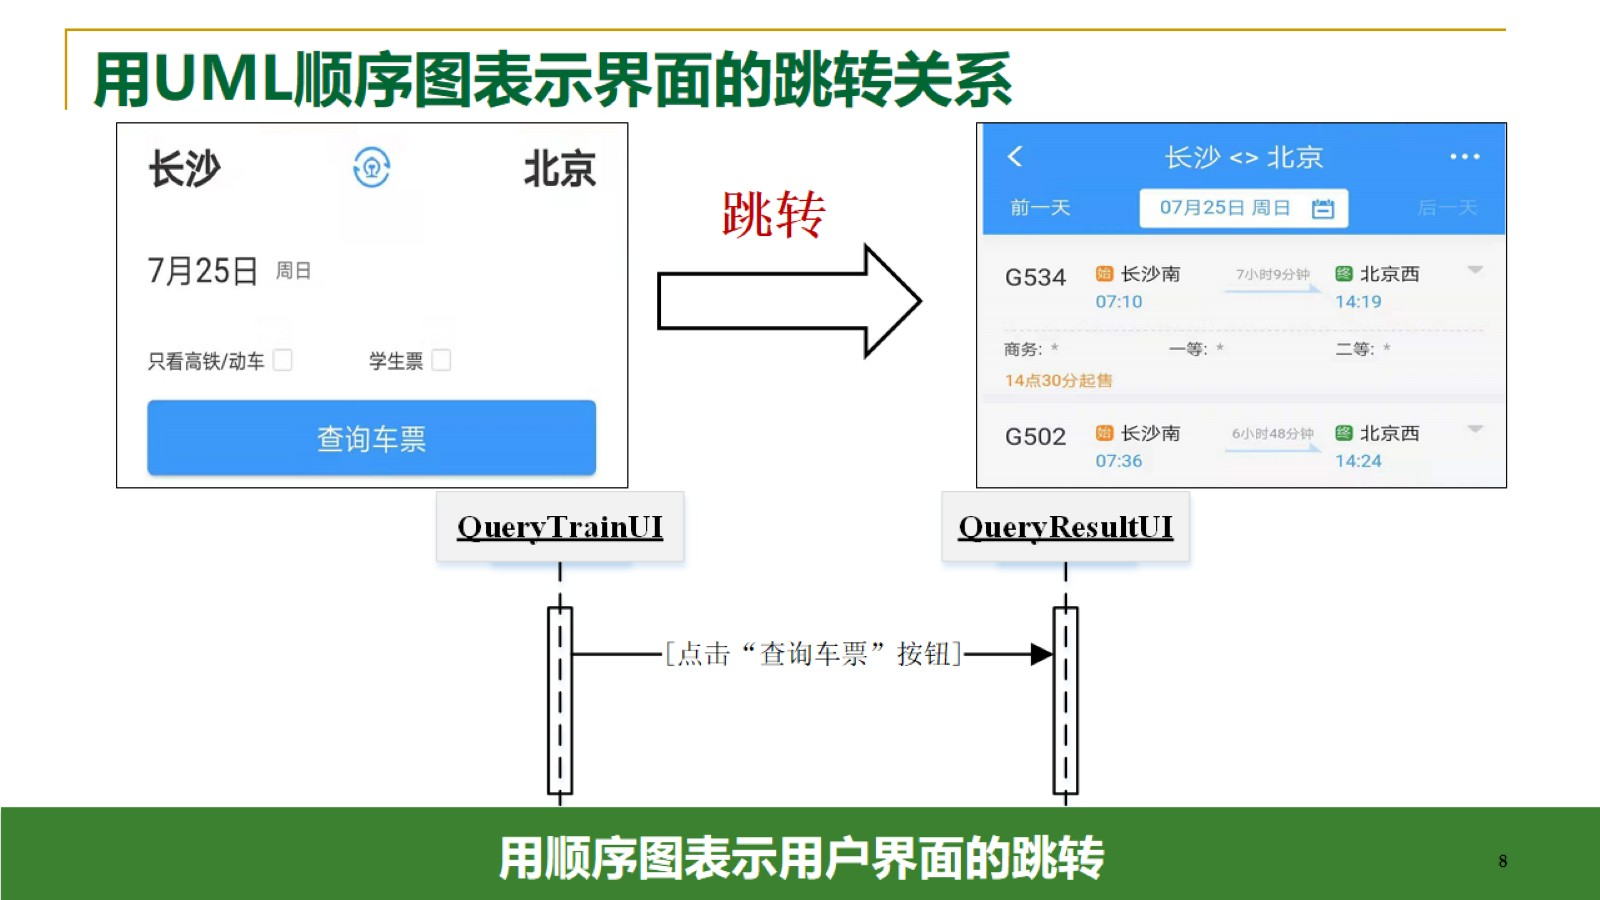 用UML顺序图表示界面的跳转关系
长沙 北京
7月25日 周日
只看高铁/动车 学生票
查询车票
跳转
长沙 <> 北京
前一天 07月25日 周日 后一天
G534 始 长沙南 7小时9分钟 终 北京西
07:10 14:19
商务: * 一等: * 二等: *
14点30分起售
G502 始 长沙南 6小时48分钟 终 北京西
07:36 14:24
QueryTrainUI QueryResultUI
[点击“查询车票”按钮]
用顺序图表示用户界面的跳转
8